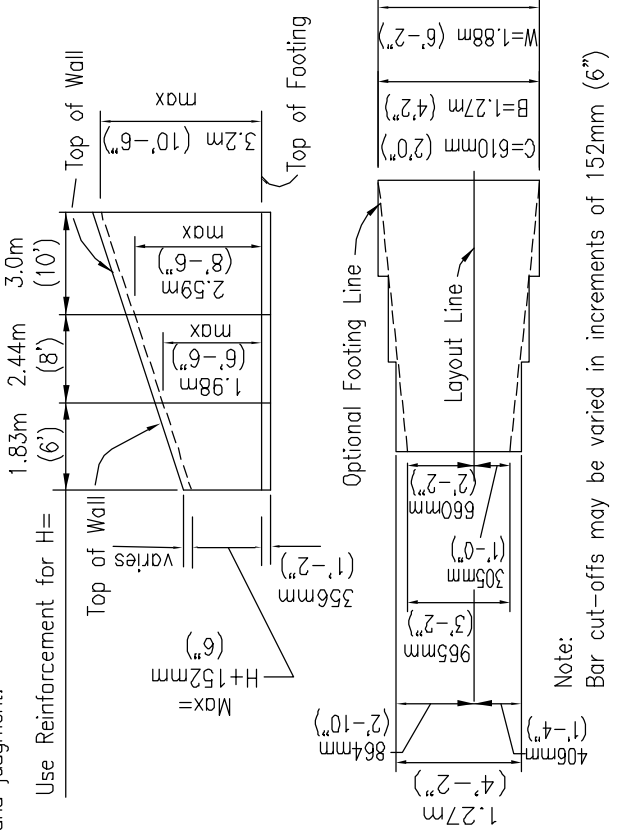 and judgment.
Use Reinforcement for H=
1.83m
(6')
2.44m
(8')
3.0m
(10')
Top of Wall
Top of Wall
varies
Max=
H+152mm
(6")
356mm
(1'-2")
1.98m
(6'-6")
max
2.59m
(8'-6")
max
3.2m (10'-6")
max
Top of Footing
Optional Footing Line
Layout Line
1.27m
(4'-2")
864mm
(2'-10")
406mm
(1'-4")
965mm
(3'-2")
305mm
(1'-0")
660mm
(2'-2")
C=610mm (2'0")
B=1.27m (4'2")
W=1.88m (6'-2")
Note:
Bar cut-offs may be varied in increments of 152mm (6")